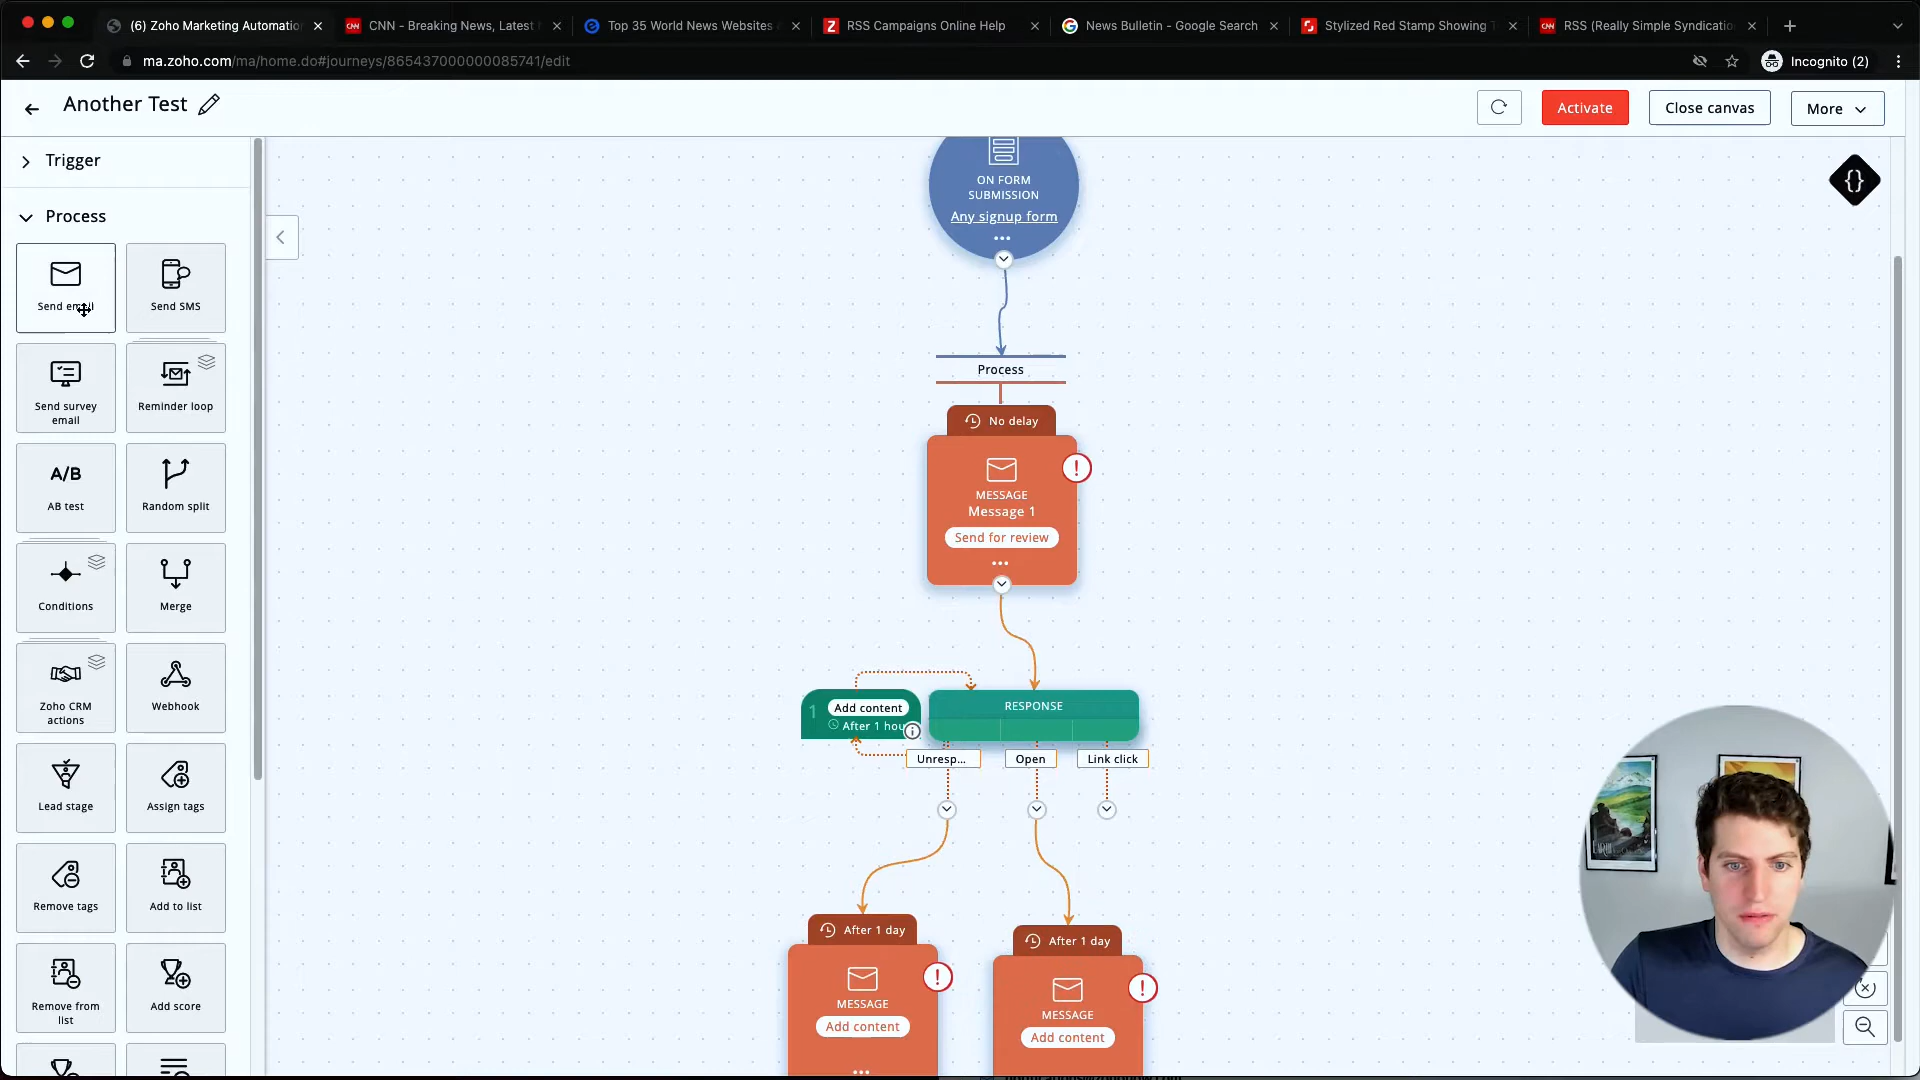 (6) Zoho Marketing Automation
CNN - Breaking News, Latest
Top 35 World News Websites
RSS Campaigns Online Help
News Bulletin - Google Search
Stylized Red Stamp Showing
RSS (Really Simple Syndicatio
ma.zoho.com/ma/home.do#journeys/865437000000085741/edit
Incognito (2)
Another Test
Activate
Close canvas
More
Trigger
Process
Send email
Send SMS
Send survey
email
Reminder loop
A/B
AB test
Random split
Conditions
Merge
Zoho CRM
actions
Webhook
Lead stage
Assign tags
Remove tags
Add to list
Remove from
list
Add score
ON FORM
SUBMISSION
Any signup form
Process
No delay
MESSAGE
Message 1
Send for review
1
Add content
After 1 hou
RESPONSE
Unresp...
Open
Link click
After 1 day
MESSAGE
Add content
After 1 day
MESSAGE
Add content
{}